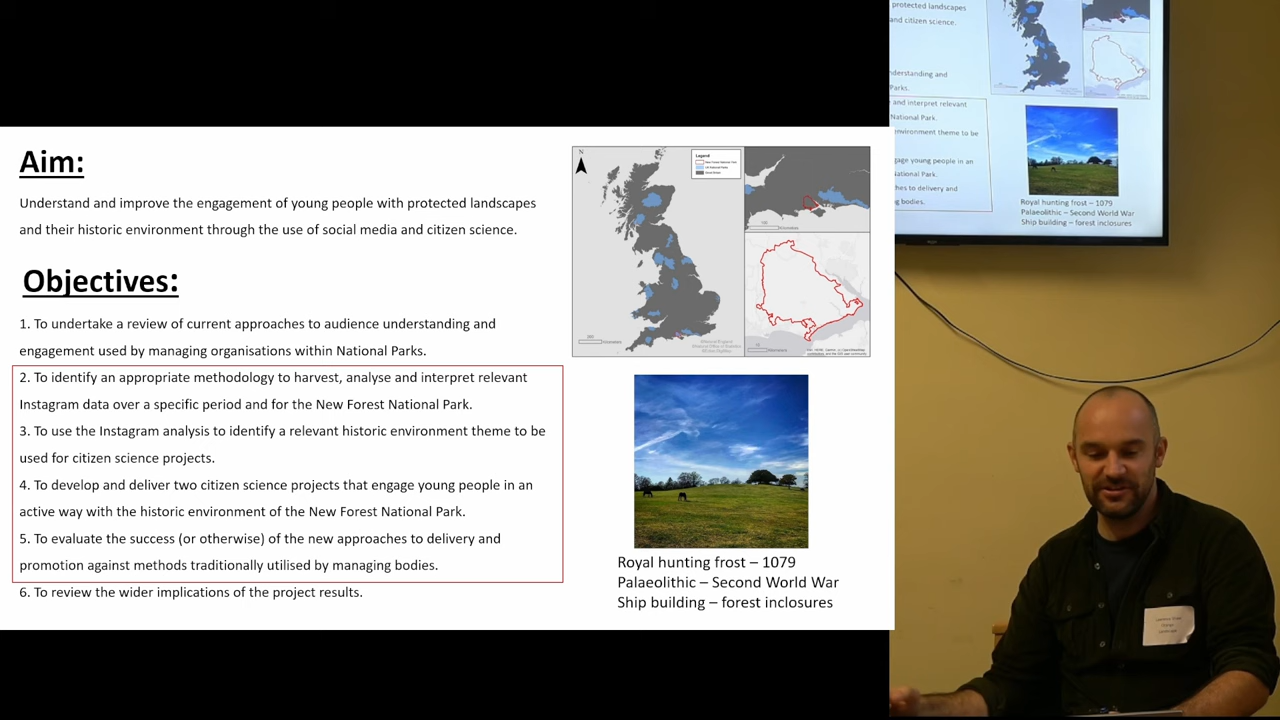 Aim:
Understand and improve the engagement of young people with protected landscapes
and their historic environment through the use of social media and citizen science.
Objectives:
1. To undertake a review of current approaches to audience understanding and
engagement used by managing organisations within National Parks.
2. To identify an appropriate methodology to harvest, analyse and interpret relevant
Instagram data over a specific period and for the New Forest National Park.
3. To use the Instagram analysis to identify a relevant historic environment theme to be
used for citizen science projects.
4. To develop and deliver two citizen science projects that engage young people in an
active way with the historic environment of the New Forest National Park.
5. To evaluate the success (or otherwise) of the new approaches to delivery and
promotion against methods traditionally utilised by managing bodies.
6. To review the wider implications of the project results.
N
Legend
Royal hunting frost – 1079
Palaeolithic – Second World War
Ship building – forest inclosures
protected landscapes
and citizen science.
nderstanding and
Parks.
and interpret relevant
National Park.
environment theme to be
gage young people in an
National Park.
hes to delivery and
ng bodies.
Royal hunting frost – 1079
Palaeolithic – Second World War
Ship building – forest inclosures